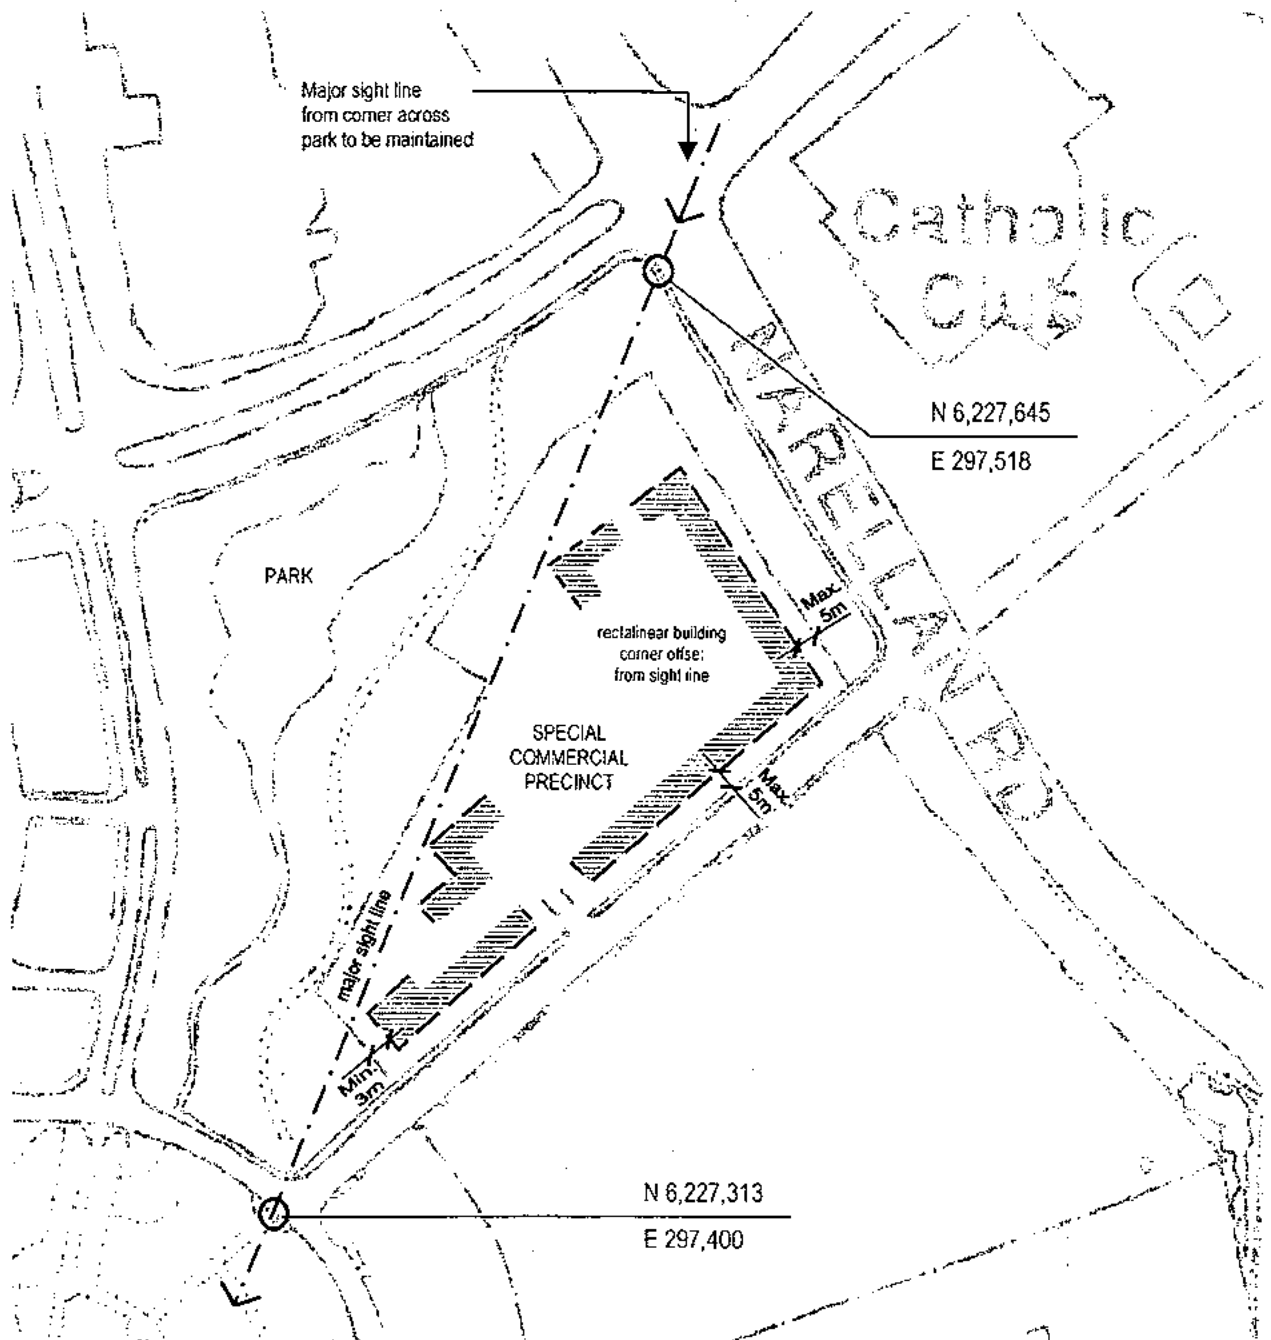 Major sight line
from corner across
park to be maintained
Catholic
Club
N 6,227,645
E 297,518
NARELLAN RD
PARK
Max.
5m
rectalinear building
corner offset
from sight line
SPECIAL
COMMERCIAL
PRECINCT
Max.
5m
major sight line
Min.
3m
N 6,227,313
E 297,400